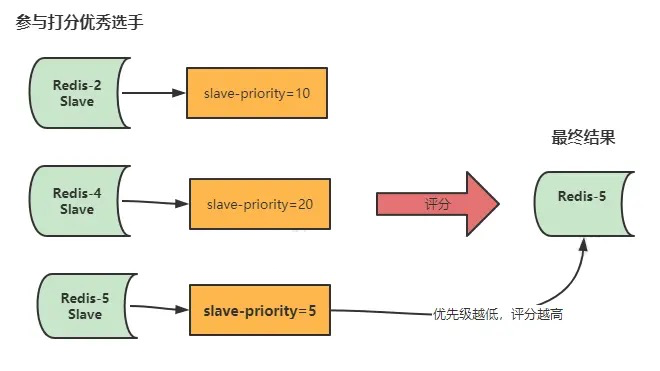 参与打分优秀选手
Redis-2
Slave
slave-priority=10
最终结果
Redis-4
Slave
slave-priority=20
评分
Redis-5
Redis-5
Slave
slave-priority=5
优先级越低，评分越高